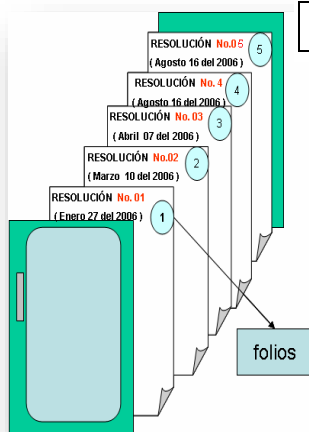 RESOLUCIÓN No.05
( Agosto 16 del 2006 )
5
RESOLUCIÓN No. 4
( Agosto 16 del 2006 )
4
RESOLUCIÓN No. 03
( Abril 07 del 2006 )
3
RESOLUCIÓN No.02
( Marzo 10 del 2006 )
2
RESOLUCIÓN No. 01
( Enero 27 del 2006 )
1
folios